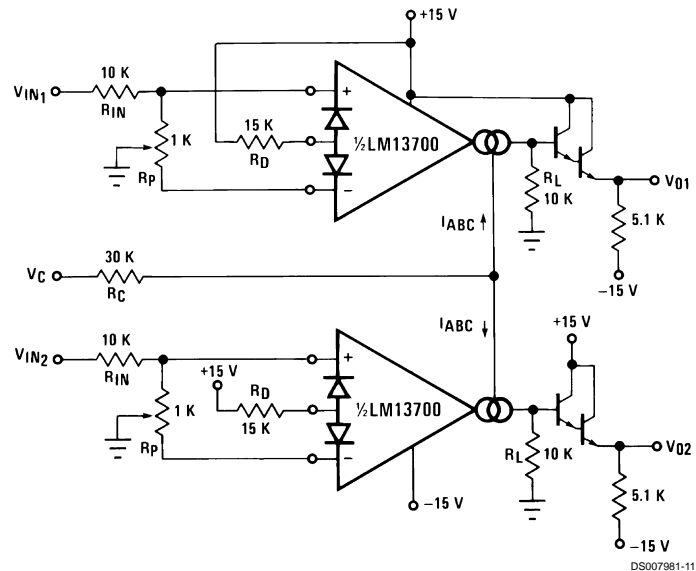 +15 V
10 K
VIN1
RIN
+
1 K
15 K
½LM13700
RD
RP
−
RL
10 K
VO1
IABC
5.1 K
30 K
VC
RC
−15 V
IABC
+15 V
10 K
VIN2
RIN
+
+15 V
RD
1 K
½LM13700
15 K
RP
−
RL
10 K
VO2
5.1 K
−15 V
−15 V
DS007981-11